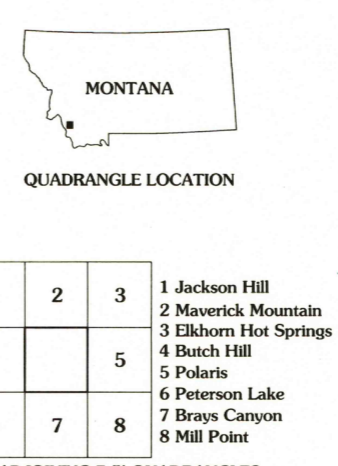 MONTANA
QUADRANGLE LOCATION
2 3
5
7 8
1 Jackson Hill
2 Maverick Mountain
3 Elkhorn Hot Springs
4 Butch Hill
5 Polaris
6 Peterson Lake
7 Brays Canyon
8 Mill Point